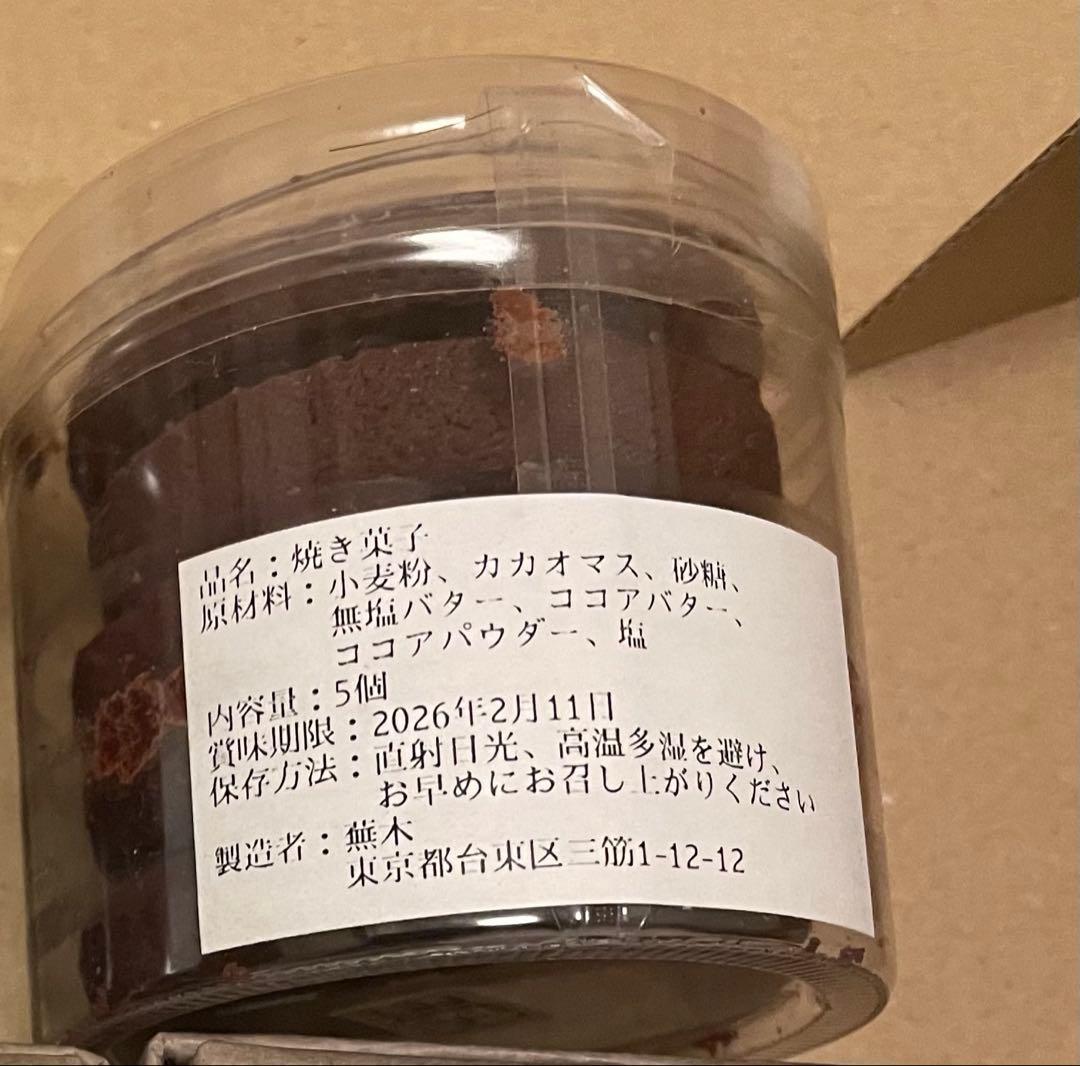 品名：焼き菓子
原材料：小麦粉、カカオマス、砂糖、
無塩バター、ココアバター、
ココアパウダー、塩
内容量：5個
賞味期限：2026年2月11日
保存方法：直射日光、高温多湿を避け、
お早めにお召し上がりください
製造者：蕪木
東京都台東区三筋1-12-12